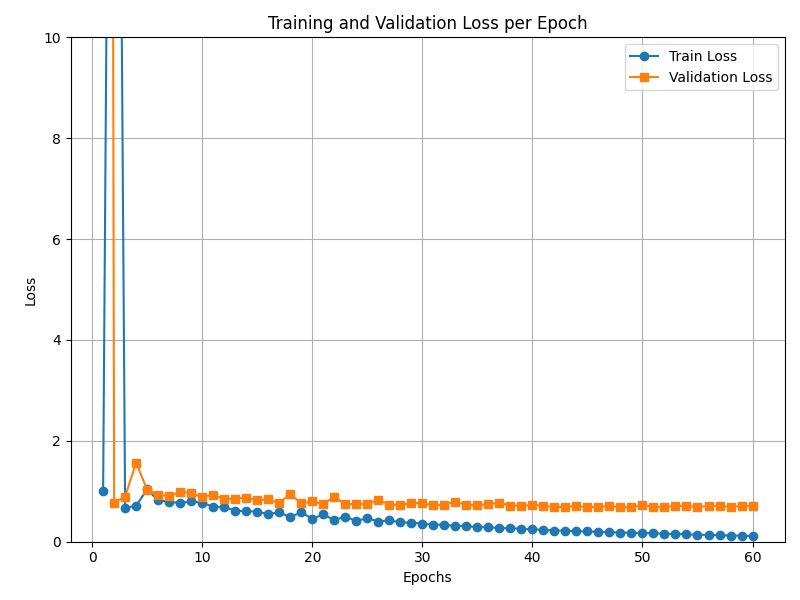 Training and Validation Loss per Epoch
Train Loss
Validation Loss
Loss
10
8
6
4
2
0
0 10 20 30 40 50 60
Epochs